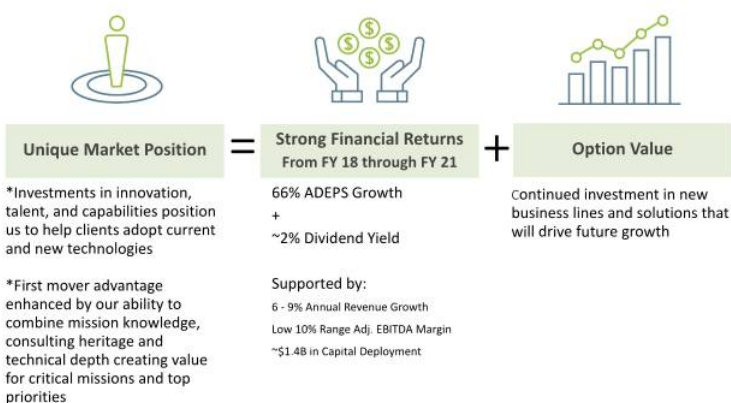 Unique Market Position
=
Strong Financial Returns
From FY 18 through FY 21
+
Option Value
*Investments in innovation,
talent, and capabilities position
us to help clients adopt current
and new technologies
*First mover advantage
enhanced by our ability to
combine mission knowledge,
consulting heritage and
technical depth creating value
for critical missions and top
priorities
66% ADEPS Growth
+
~2% Dividend Yield
Supported by:
6 - 9% Annual Revenue Growth
Low 10% Range Adj. EBITDA Margin
~$1.4B in Capital Deployment
Continued investment in new
business lines and solutions that
will drive future growth